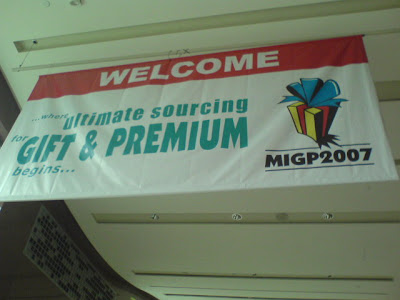 WELCOME
...where ultimate sourcing
for GIFT & PREMIUM
begins...
MIGP2007